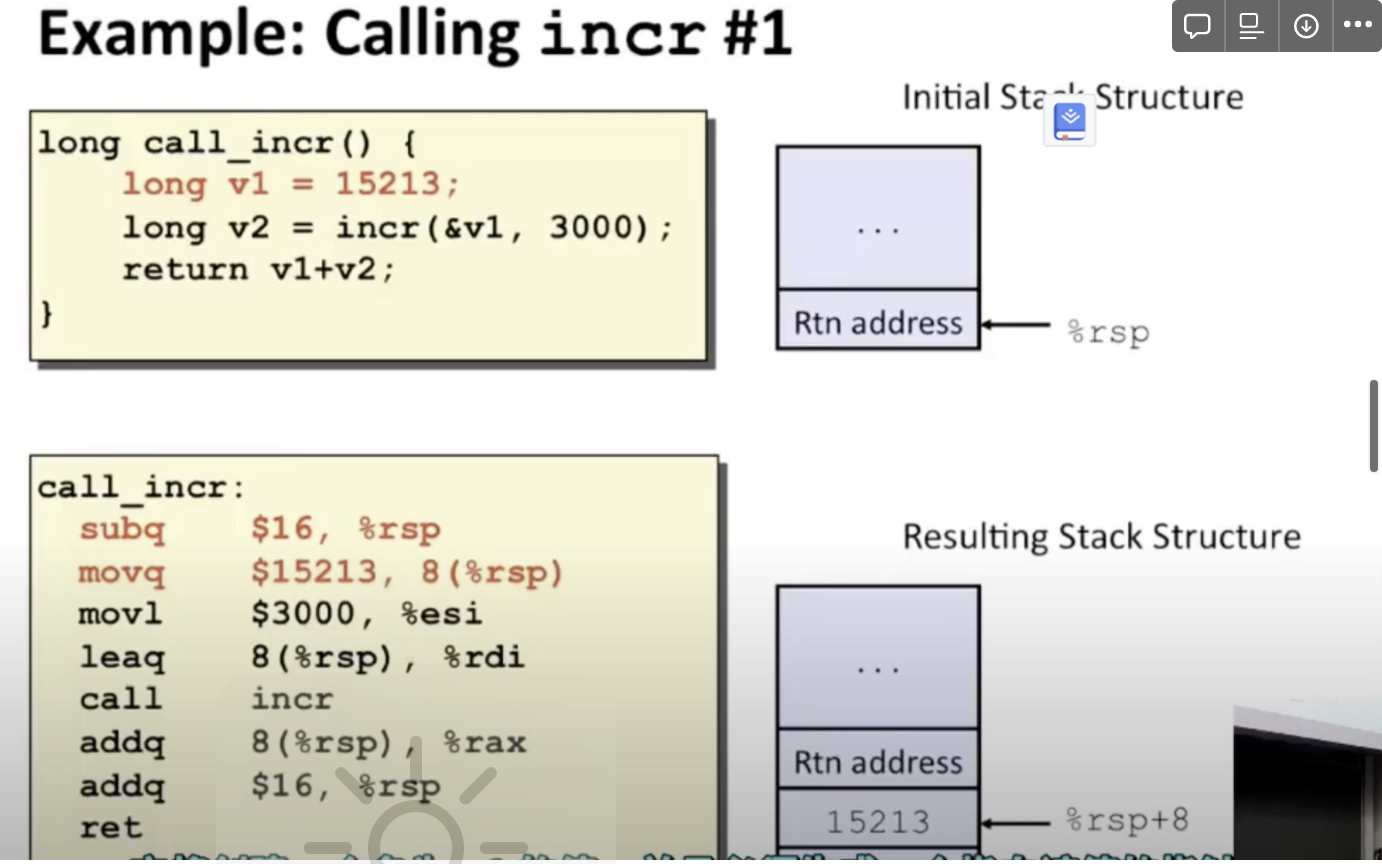 Example: Calling incr #1
Initial Stack Structure
long call_incr() {
    long v1 = 15213;
    long v2 = incr(&v1, 3000);
    return v1+v2;
}
...
Rtn address
%rsp
call_incr:
  subq    $16, %rsp
  movq    $15213, 8(%rsp)
  movl    $3000, %esi
  leaq    8(%rsp), %rdi
  call    incr
  addq    8(%rsp), %rax
  addq    $16, %rsp
  ret
Resulting Stack Structure
...
Rtn address
15213
%rsp+8